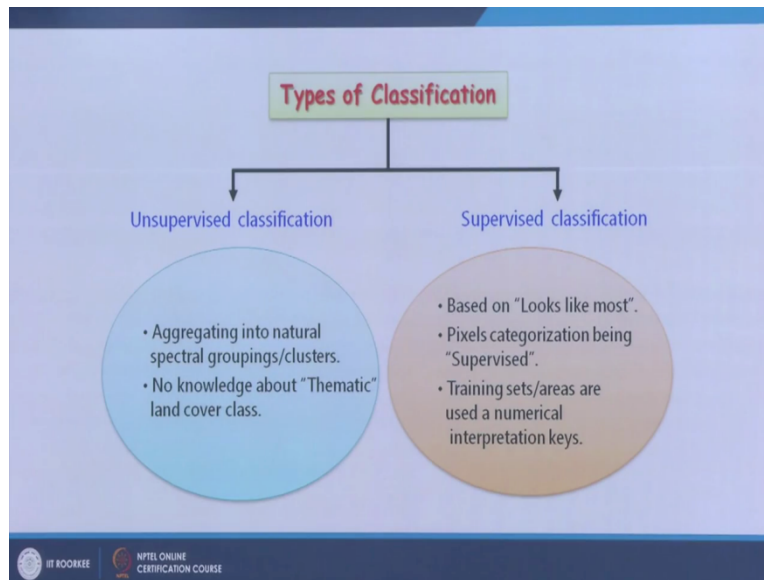 Types of Classification
Unsupervised classification
Supervised classification
• Aggregating into natural
spectral groupings/clusters.
• No knowledge about "Thematic"
land cover class.
• Based on "Looks like most".
• Pixels categorization being
"Supervised".
• Training sets/areas are
used a numerical
interpretation keys.
IIT ROORKEE
NPTEL ONLINE
CERTIFICATION COURSE